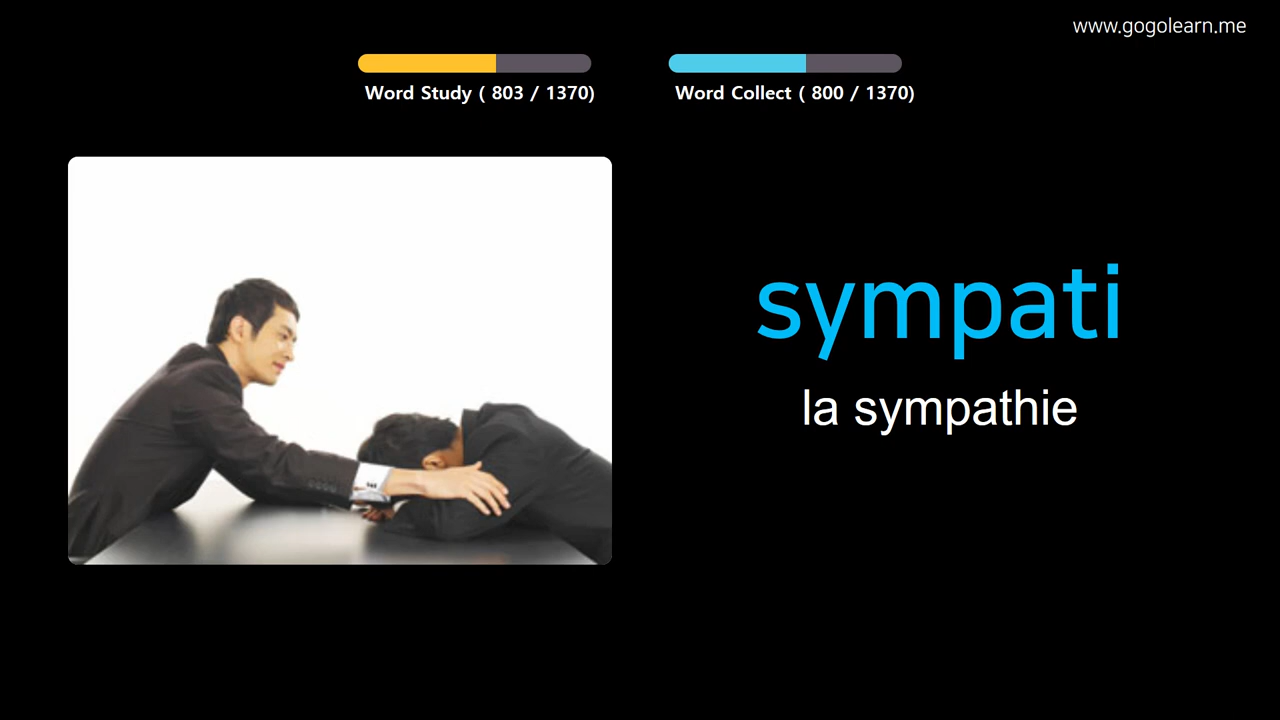 www.gogolearn.me
Word Study ( 803 / 1370)
Word Collect ( 800 / 1370)
sympati
la sympathie